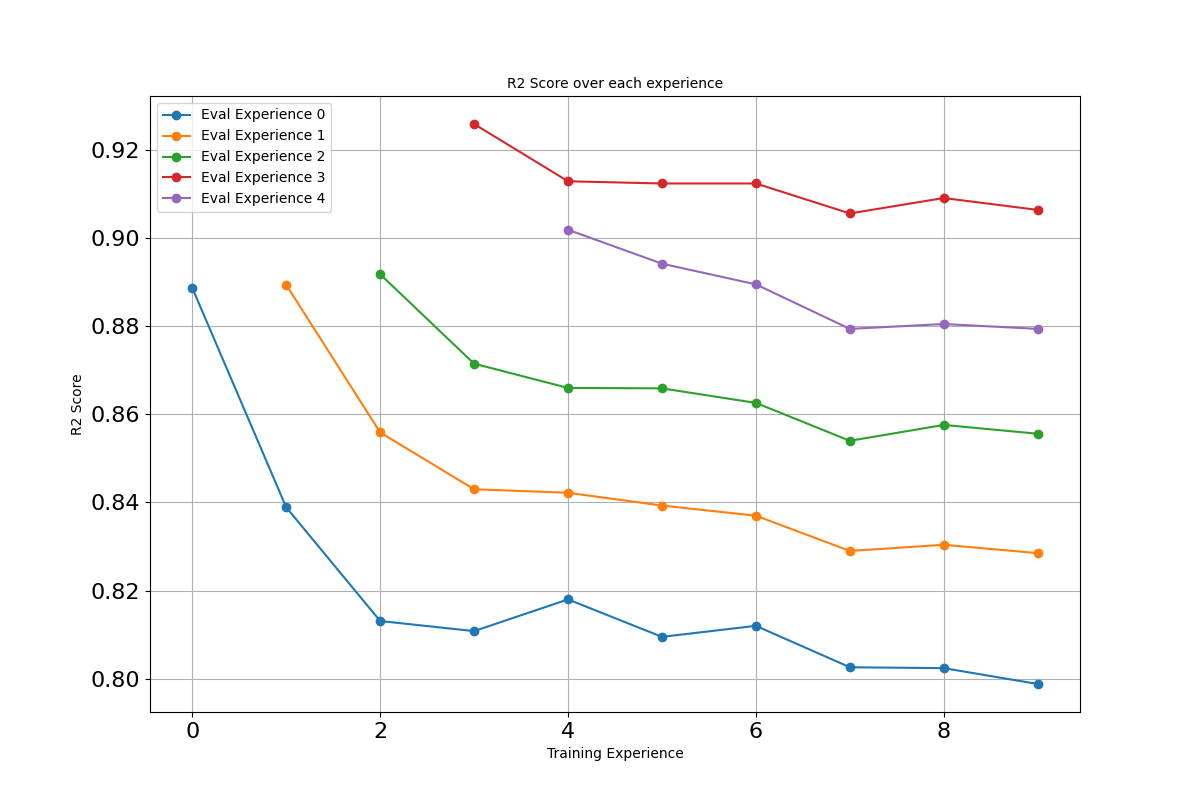 R2 Score over each experience
Eval Experience 0
Eval Experience 1
Eval Experience 2
Eval Experience 3
Eval Experience 4
0.92
0.90
0.88
0.86
0.84
0.82
0.80
R2 Score
0 2 4 6 8
Training Experience